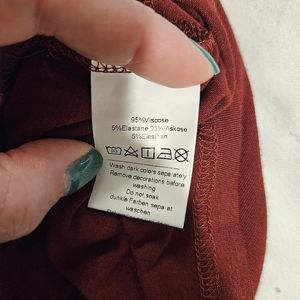 95%Viscose
5%Elastane 95%Viskose
5%Elasthan
Wash dark colors separately
Remove decorations before
washing
Do not soak
dunkle Farben separat
waschen